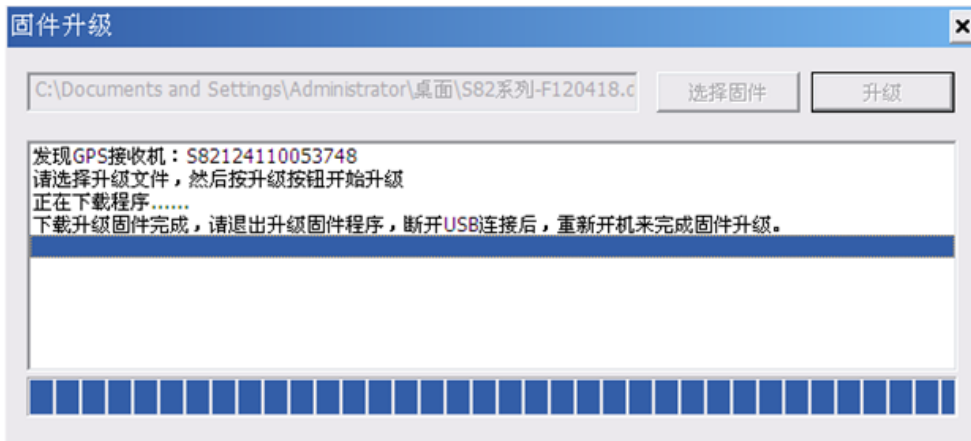 固件升级
C:\Documents and Settings\Administrator\桌面\S82系列-F120418.c
选择固件
升级
发现GPS接收机：S82124110053748
请选择升级文件，然后按升级按钮开始升级
正在下载程序......
下载升级固件完成，请退出升级固件程序，断开USB连接后，重新开机来完成固件升级。